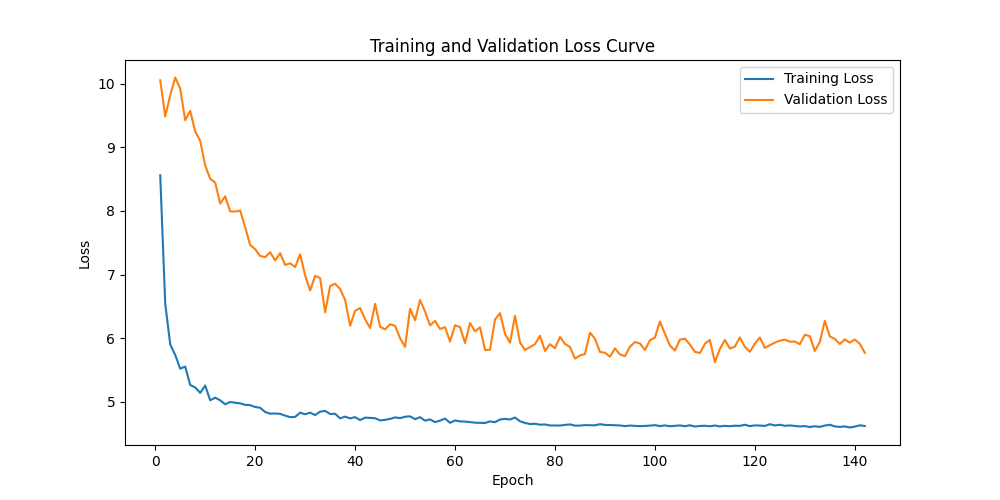 Training and Validation Loss Curve
Training Loss
Validation Loss
10
9
8
7
6
5
Loss
0 20 40 60 80 100 120 140
Epoch